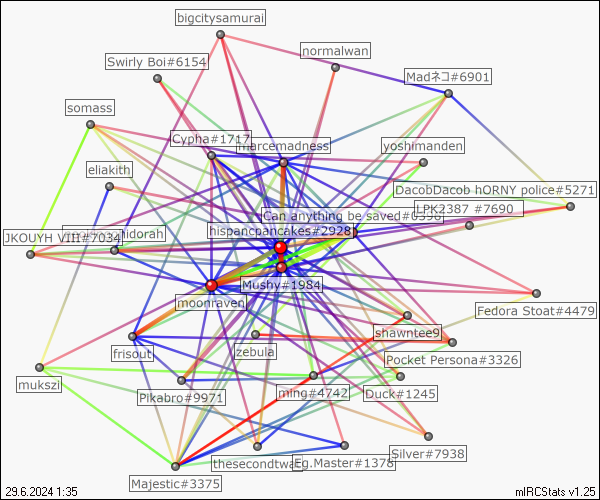 bigcitysamurai
normalwan
Swirly Boi#6154
Madネコ#6901
somass
Cypha#1717
marcemadness
yoshimanden
eliakith
DacobDacob hORNY police#5271
LPK2387 #7690
Can anything be saved#0398
hispancpancakes#2928
JKOUYH VIII#7034
hidorah
Mushy#1984
moonraven
Fedora Stoat#4479
shawntee9
frisout
zebula
Pocket Persona#3326
mukszi
Pikabro#9971
ming#4742
Duck#1245
Silver#7938
thesecondtwa
Eg.Master#1378
Majestic#3375
29.6.2024 1:35
mIRCStats v1.25